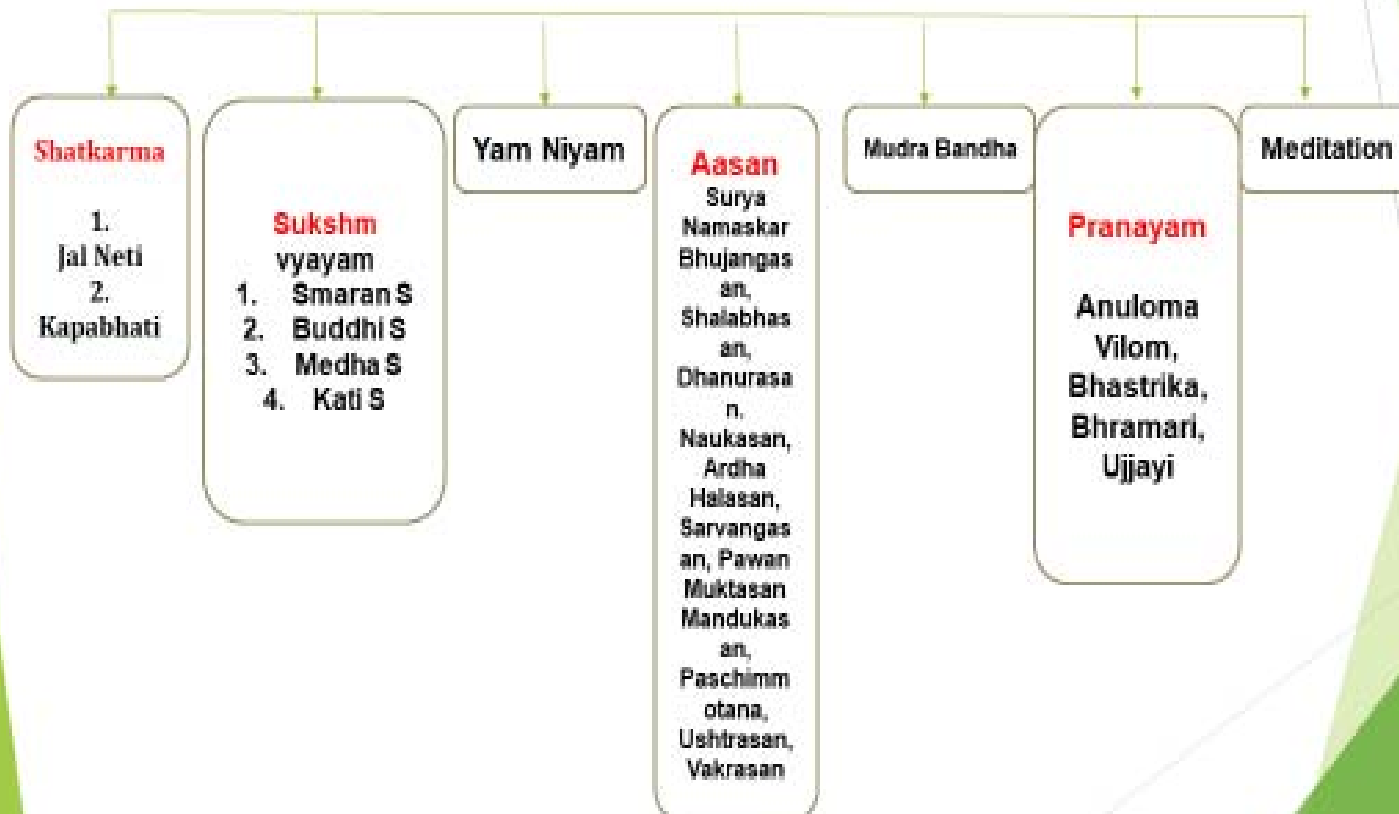 Shatkarma
1.
Jal Neti
2.
Kapabhati
Sukshm
vyayam
1. Smaran S
2. Buddhi S
3. Medha S
4. Kati S
Yam Niyam
Aasan
Surya
Namaskar
Bhujangas
an,
Shalabhas
an,
Dhanurasa
n.
Naukasan,
Ardha
Halasan,
Sarvangas
an, Pawan
Muktasan
Mandukas
an,
Paschimm
otana,
Ushtrasan,
Vakrasan
Mudra Bandha
Pranayam
Anuloma
Vilom,
Bhastrika,
Bhramari,
Ujjayi
Meditation